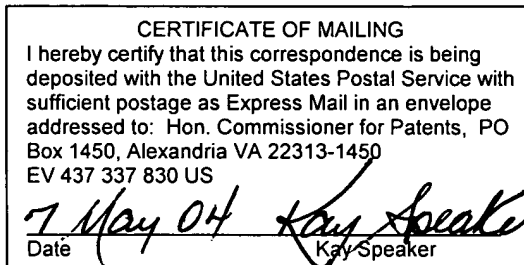 CERTIFICATE OF MAILING
I hereby certify that this correspondence is being
deposited with the United States Postal Service with
sufficient postage as Express Mail in an envelope
addressed to: Hon. Commissioner for Patents, PO
Box 1450, Alexandria VA 22313-1450
EV 437 337 830 US
7 May 04 Kay Speaker
Date Kay Speaker